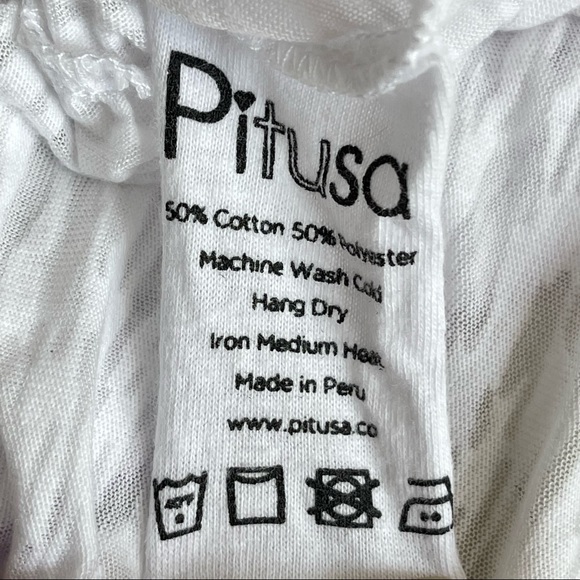 Pitusa
50% Cotton 50% Polyester
Machine Wash Cold
Hang Dry
Iron Medium Heat
Made in Peru
www.pitusa.co